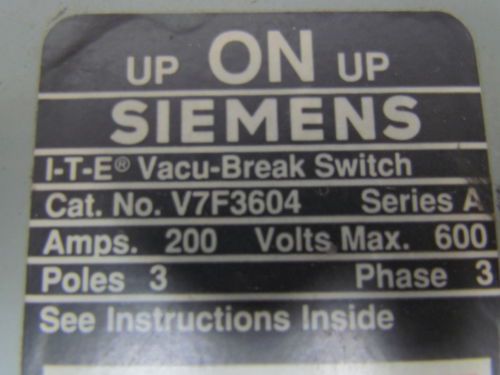 UP ON UP
SIEMENS
I-T-E® Vacu-Break Switch
Cat. No. V7F3604 Series A
Amps. 200 Volts Max. 600
Poles 3 Phase 3
See Instructions Inside